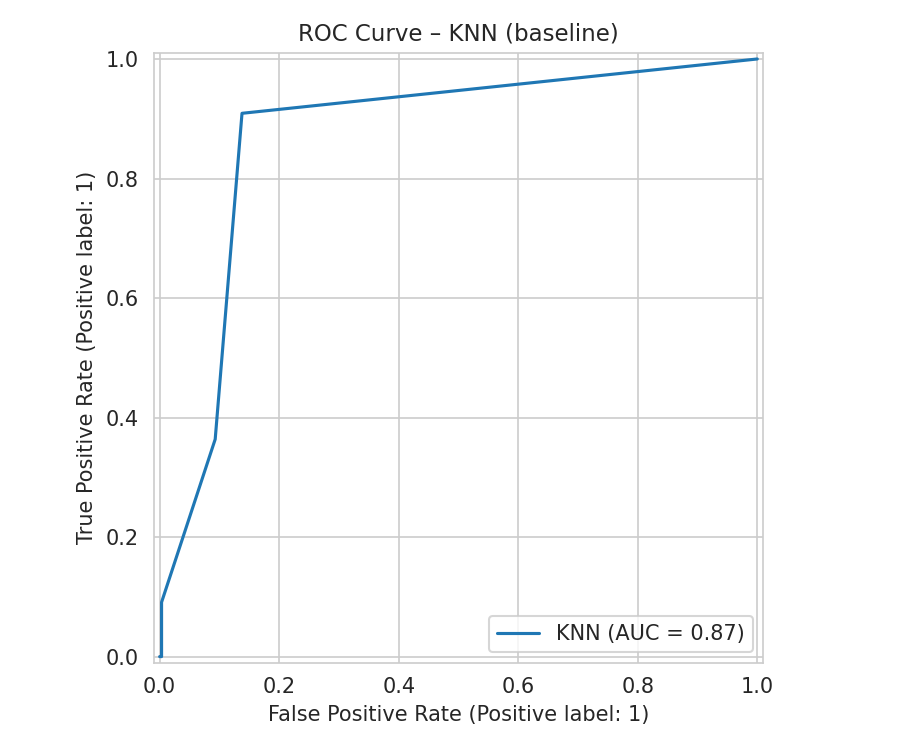 ROC Curve – KNN (baseline)
True Positive Rate (Positive label: 1)
1.0
0.8
0.6
0.4
0.2
0.0
KNN (AUC = 0.87)
0.0 0.2 0.4 0.6 0.8 1.0
False Positive Rate (Positive label: 1)